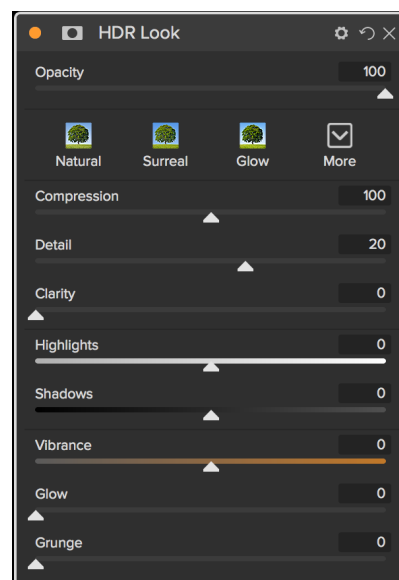 HDR Look
Opacity 100
Natural Surreal Glow More
Compression 100
Detail 20
Clarity 0
Highlights 0
Shadows 0
Vibrance 0
Glow 0
Grunge 0